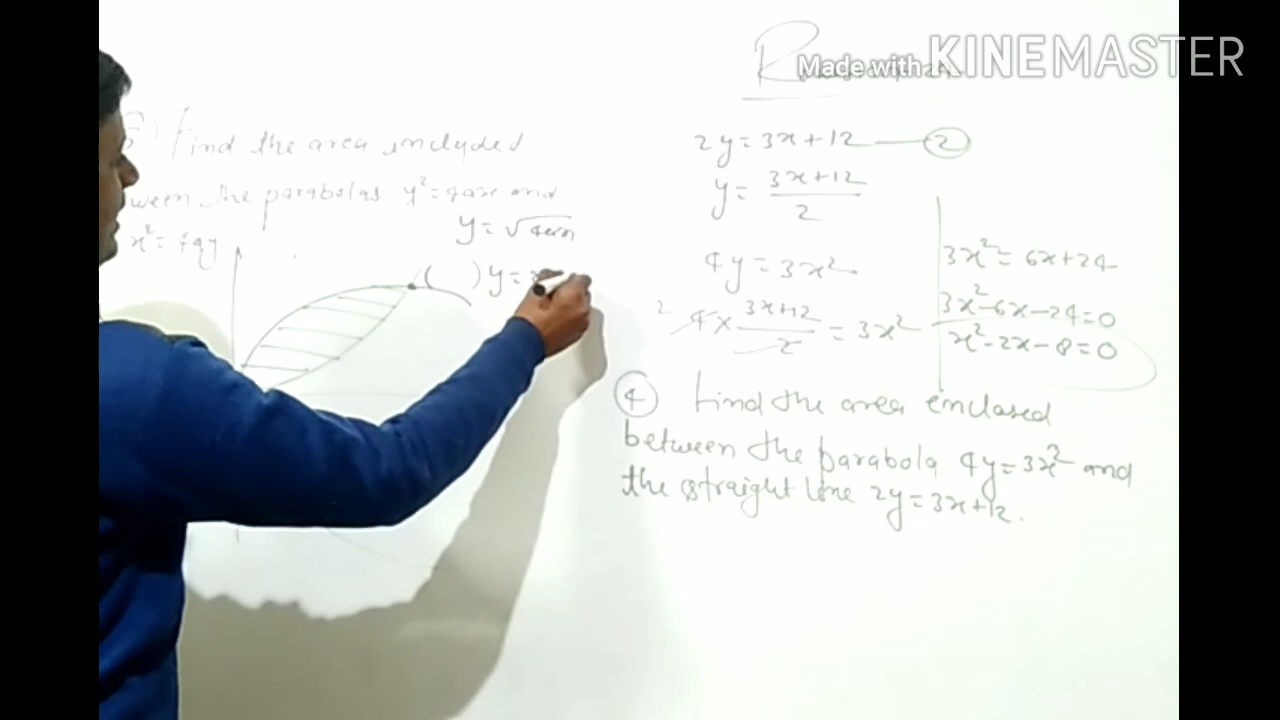 Made with KINEMASTER
Find the area included
the parabolas y² = 4ax and
x² = 4ay
y = √4ax
( ) y =
2y = 3x+12 — ②
y = 3x+12/2
4y = 3x²
2 4 × 3x+12/2 = 3x²
3x² = 6x+24
3x²-6x-24=0
x²-2x-8=0
④ Find the area enclosed
between the parabola 4y=3x² and
the straight line 2y=3x+12.